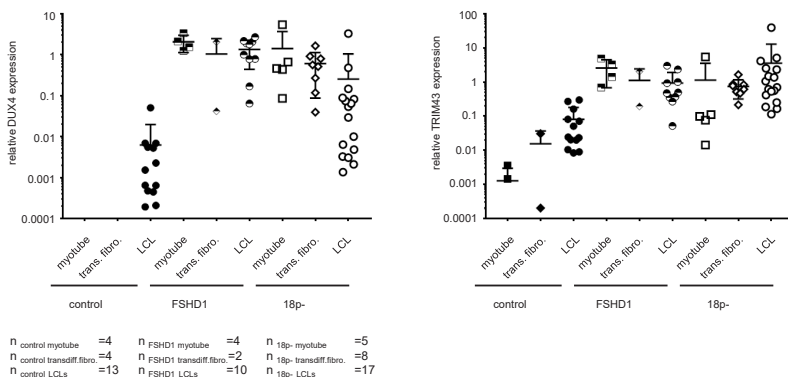 relative DUX4 expression
10
1
0.1
0.01
0.001
0.0001
myotube
trans. fibro.
LCL
myotube
trans. fibro.
LCL
myotube
trans. fibro.
LCL
control
FSHD1
18p-
relative TRIM43 expression
100
10
1
0.1
0.01
0.001
0.0001
myotube
trans. fibro.
LCL
myotube
trans. fibro.
LCL
myotube
trans. fibro.
LCL
control
FSHD1
18p-
n control myotube =4 n FSHD1 myotube =4 n 18p- myotube =5
n control transdiff.fibro. =4 n FSHD1 transdiff.fibro. =2 n 18p- transdiff.fibro. =8
n control LCLs =13 n FSHD1 LCLs =10 n 18p- LCLs =17